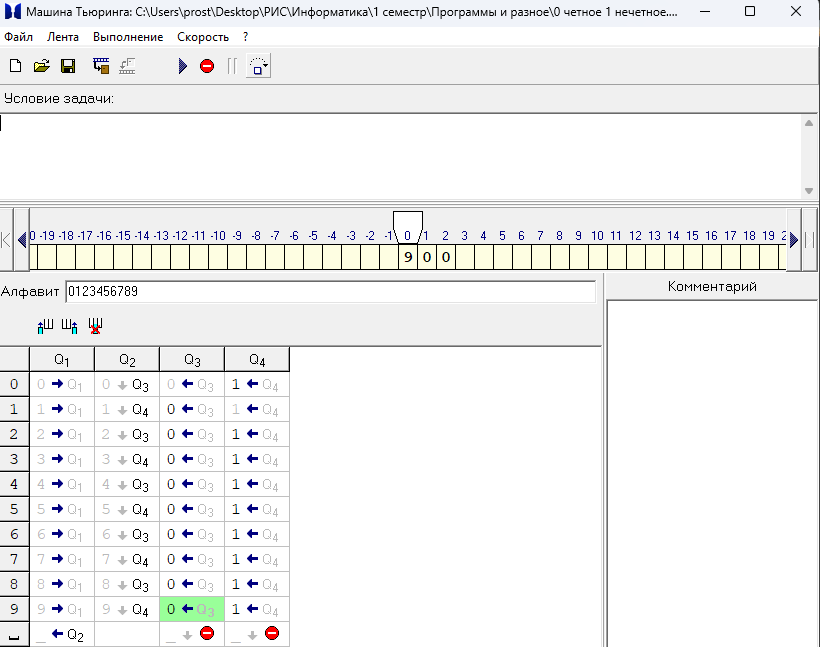 Машина Тьюринга: C:\Users\prost\Desktop\РИС\Информатика\1 семестр\Программы и разное\0 четное 1 нечетное....
Файл Лента Выполнение Скорость ?
Условие задачи:
0 -19 -18 -17 -16 -15 -14 -13 -12 -11 -10 -9 -8 -7 -6 -5 -4 -3 -2 -1 0 1 2 3 4 5 6 7 8 9 10 11 12 13 14 15 16 17 18 19 2
9 0 0
Алфавит 0123456789
Комментарий
Q1 Q2 Q3 Q4
0 0 → Q1 0 ↓ Q3 0 ← Q3 1 ← Q4
1 1 → Q1 1 ↓ Q4 0 ← Q3 1 ← Q4
2 2 → Q1 2 ↓ Q3 0 ← Q3 1 ← Q4
3 3 → Q1 3 ↓ Q4 0 ← Q3 1 ← Q4
4 4 → Q1 4 ↓ Q3 0 ← Q3 1 ← Q4
5 5 → Q1 5 ↓ Q4 0 ← Q3 1 ← Q4
6 6 → Q1 6 ↓ Q3 0 ← Q3 1 ← Q4
7 7 → Q1 7 ↓ Q4 0 ← Q3 1 ← Q4
8 8 → Q1 8 ↓ Q3 0 ← Q3 1 ← Q4
9 9 → Q1 9 ↓ Q4 0 ← Q3 1 ← Q4
_ ← Q2 _ ↓ _ ↓